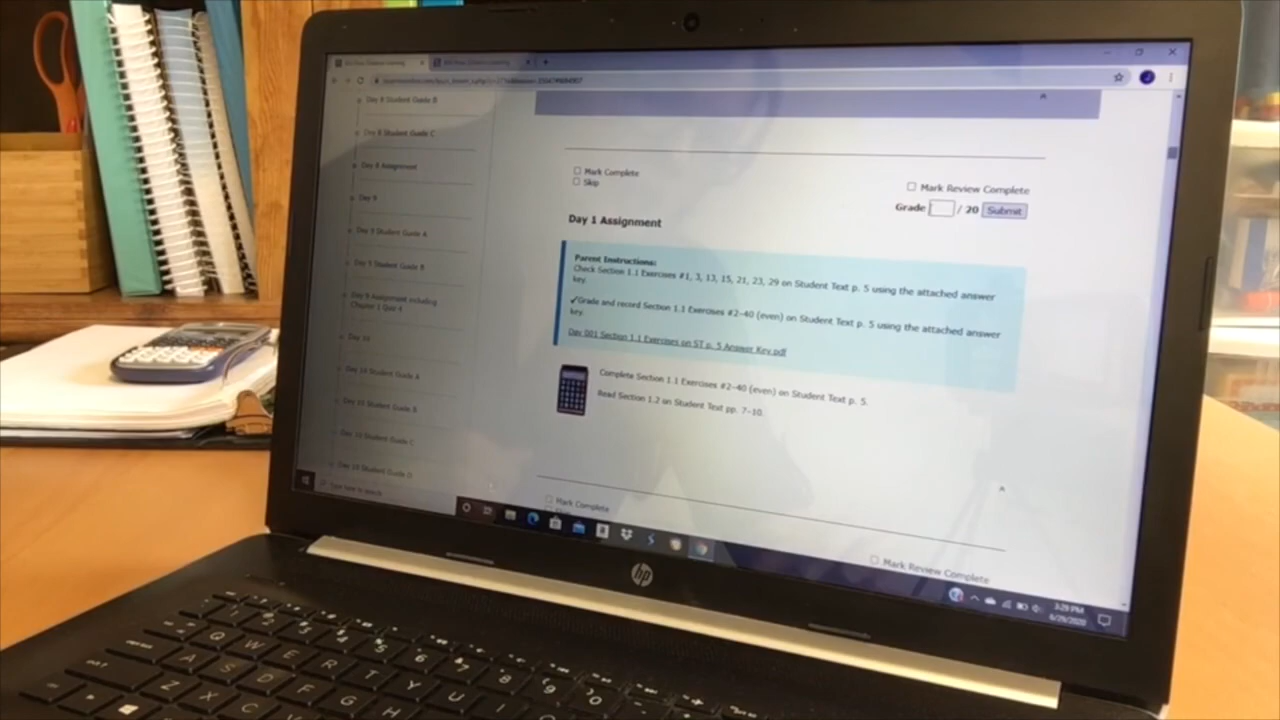 Day 8 Student Guide B
Day 8 Student Guide C
Day 8 Assignment
Day 9
Day 9 Student Guide A
Day 9 Student Guide B
Day 9 Assignment including
Chapter 1 Quiz 4
Day 10
Day 10 Student Guide A
Day 10 Student Guide B
Day 10 Student Guide C
Day 10 Student Guide D
Mark Complete
Skip
Mark Review Complete
Grade / 20 Submit
Day 1 Assignment
Parent Instructions:
Check Section 1.1 Exercises #1, 3, 13, 15, 21, 23, 29 on Student Text p. 5 using the attached answer
key.
✓Grade and record Section 1.1 Exercises #2–40 (even) on Student Text p. 5 using the attached answer
key.
Day 001 Section 1.1 Exercises on ST p. 5 Answer Key.pdf
Complete Section 1.1 Exercises #2–40 (even) on Student Text p. 5.
Read Section 1.2 on Student Text pp. 7–10.
Mark Complete
Mark Review Complete
Type here to search
3:29 PM
6/29/2020
hp
Q W E R T Y U
A S D F G H J K
Z X C V